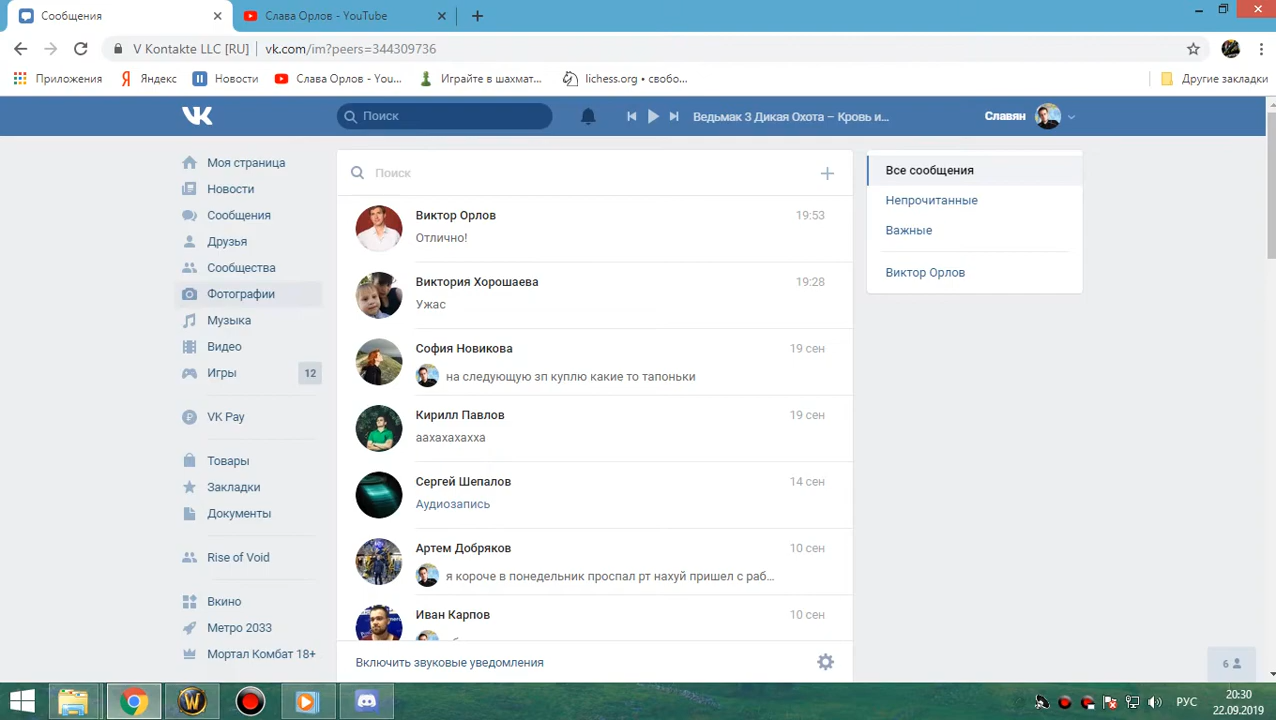 Сообщения
Слава Орлов - YouTube
V Kontakte LLC [RU]
vk.com/im?peers=344309736
Приложения
Яндекс
Новости
Слава Орлов - You...
Играйте в шахмат...
lichess.org • свобо...
Другие закладки
Поиск
Ведьмак 3 Дикая Охота – Кровь и...
Славян
Моя страница
Новости
Сообщения
Друзья
Сообщества
Фотографии
Музыка
Видео
Игры
12
VK Pay
Товары
Закладки
Документы
Rise of Void
Вкино
Метро 2033
Мортал Комбат 18+
Поиск
Виктор Орлов
19:53
Отлично!
Виктория Хорошаева
19:28
Ужас
София Новикова
19 сен
на следующую зп куплю какие то тапоньки
Кирилл Павлов
19 сен
аахахахахха
Сергей Шепалов
14 сен
Аудиозапись
Артем Добряков
10 сен
я короче в понедельник проспал рт нахуй пришел с раб...
Иван Карпов
10 сен
Включить звуковые уведомления
Все сообщения
Непрочитанные
Важные
Виктор Орлов
6
РУС
20:30
22.09.2019